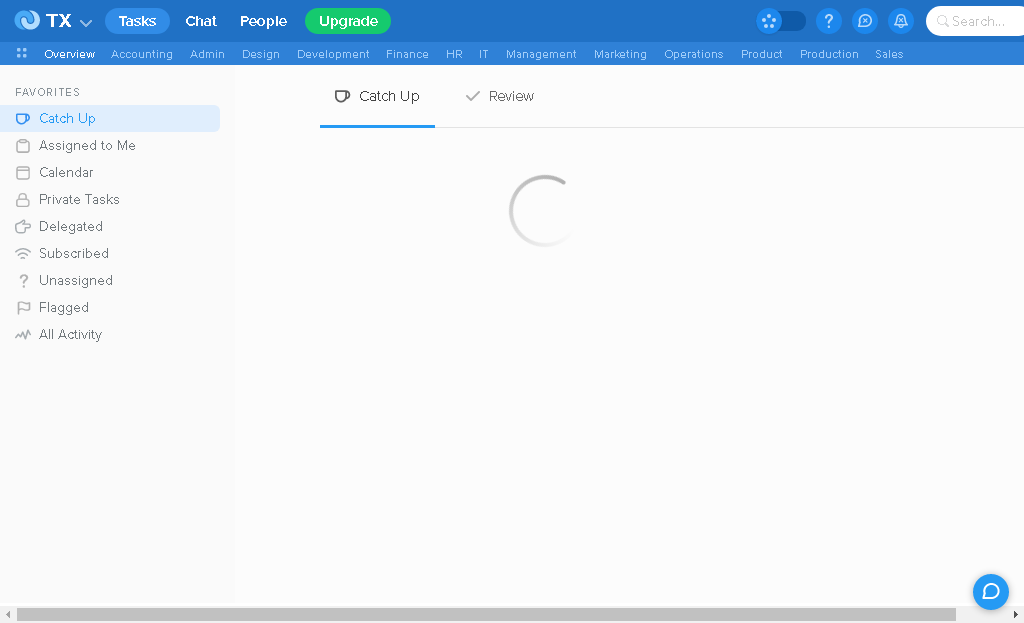 TX Tasks Chat People Upgrade ? Search...
Overview Accounting Admin Design Development Finance HR IT Management Marketing Operations Product Production Sales
FAVORITES
Catch Up
Assigned to Me
Calendar
Private Tasks
Delegated
Subscribed
? Unassigned
Flagged
All Activity
Catch Up Review